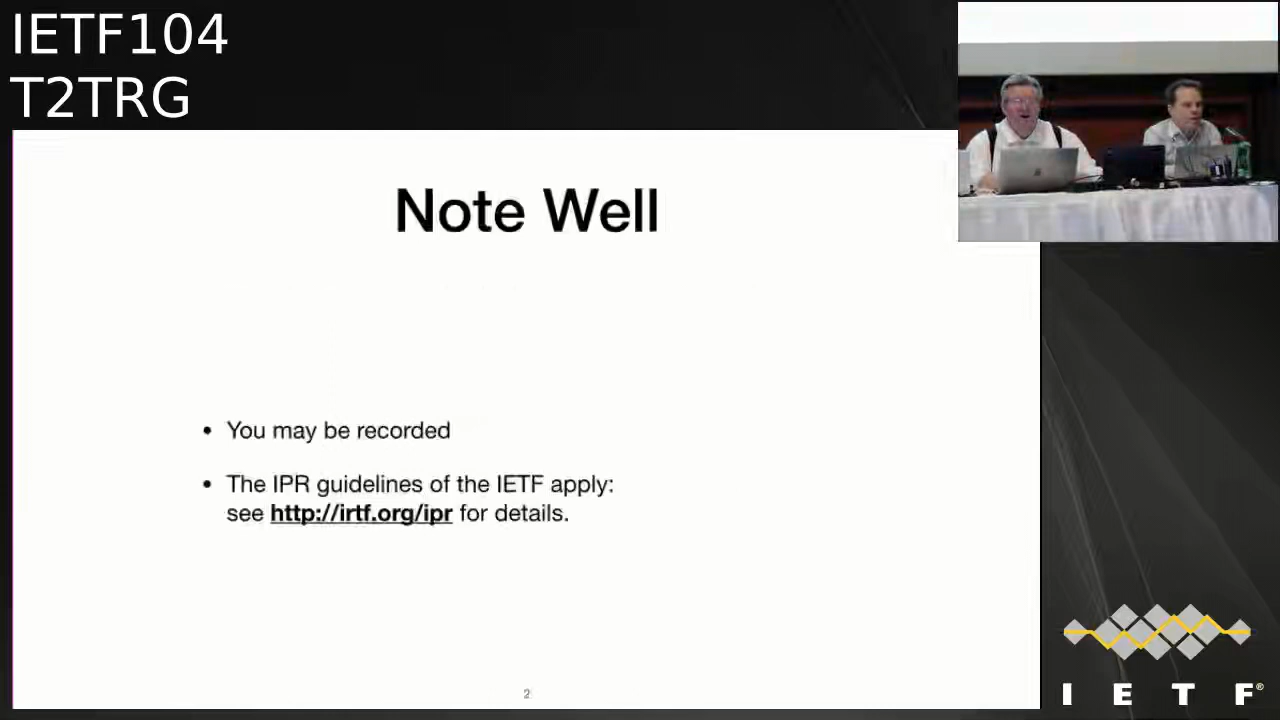 IETF104
T2TRG
Note Well
• You may be recorded
• The IPR guidelines of the IETF apply:
see http://irtf.org/ipr for details.
2
I E T F®